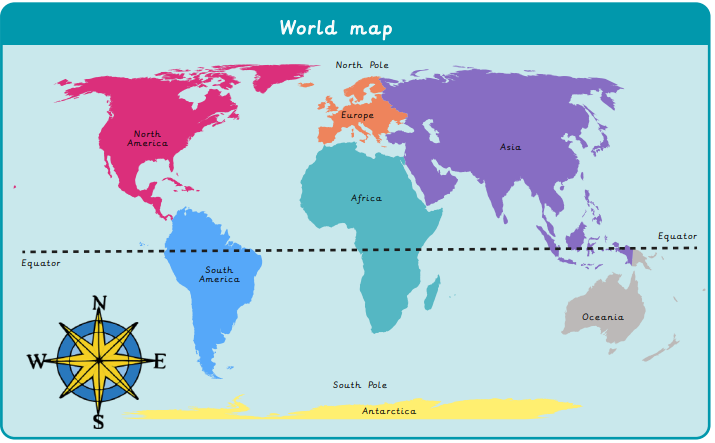 World map
North Pole
Europe
North
America
Asia
Africa
Equator
Equator
South
America
Oceania
N
W
E
S
South Pole
Antarctica